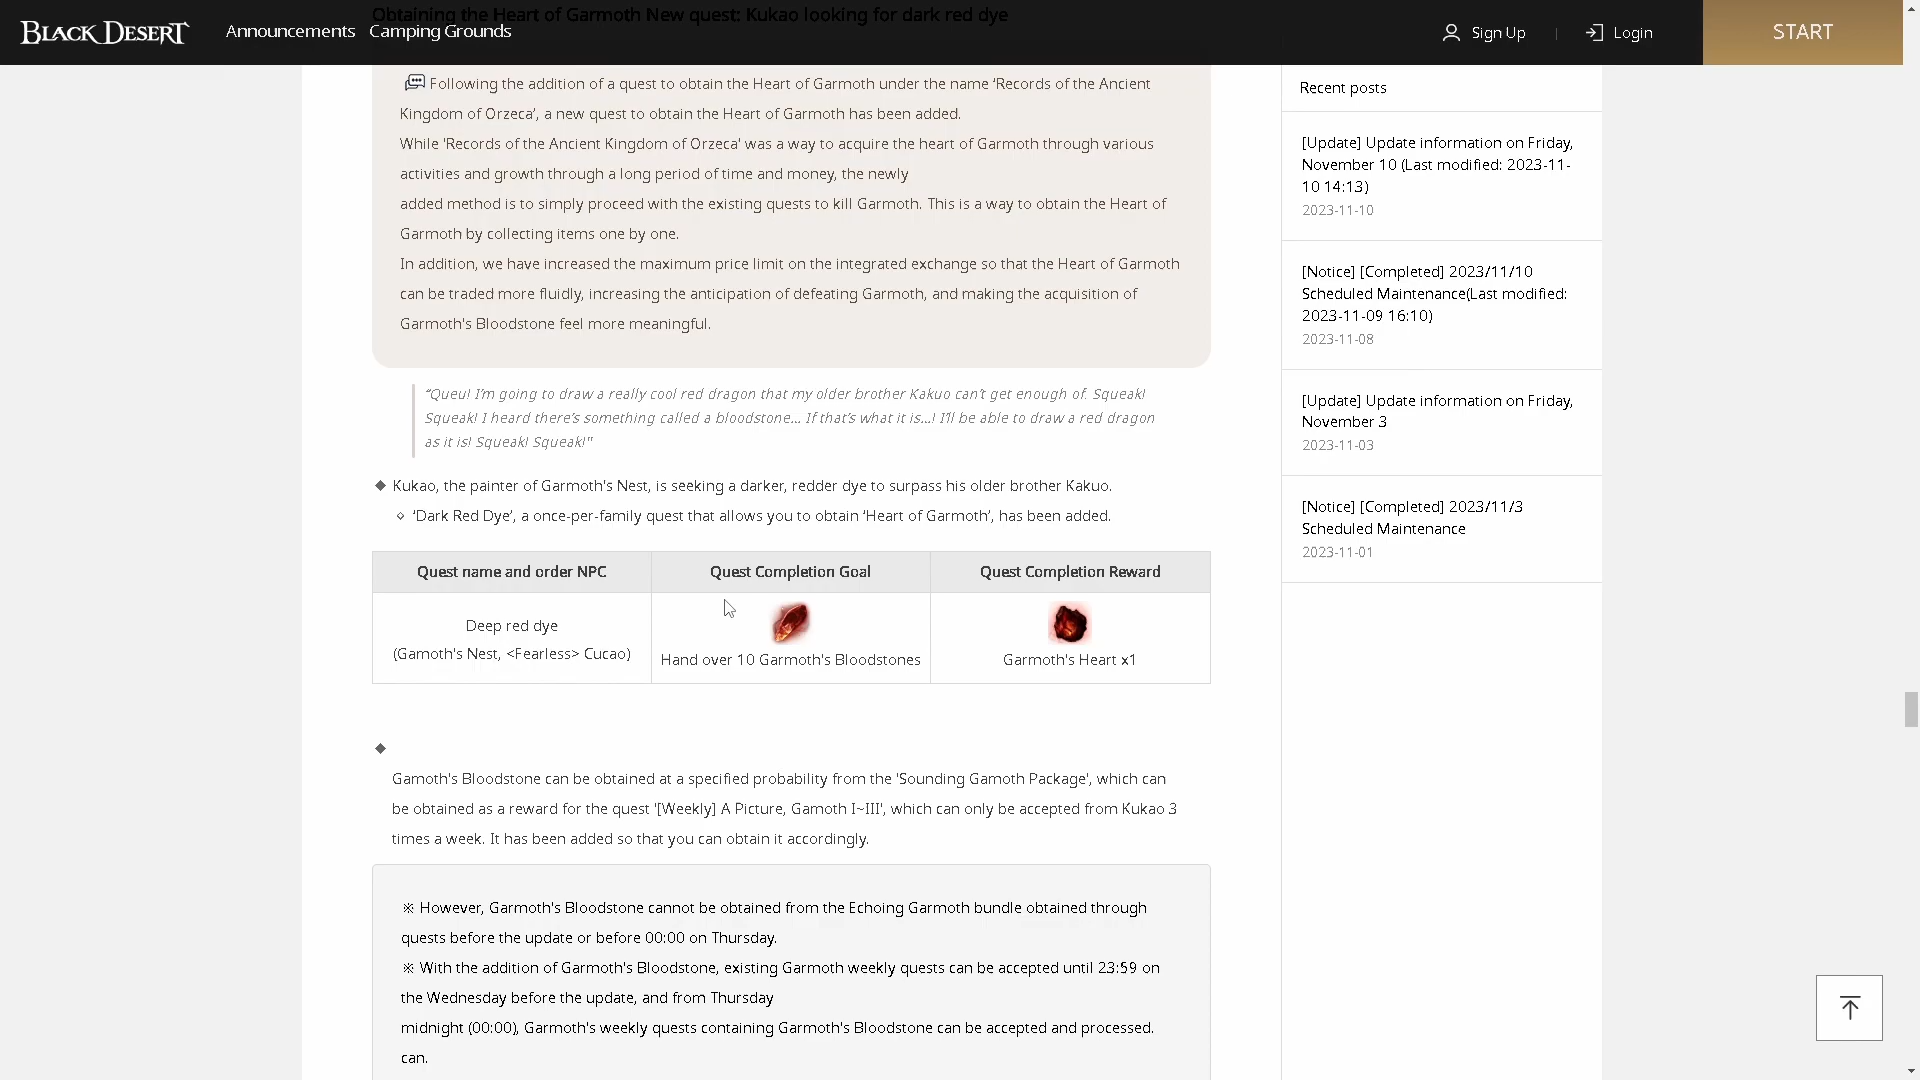 Obtaining the Heart of Garmoth New quest: Kukao looking for dark red dye
BLACK DESERT
Announcements
Camping Grounds
Sign Up
Login
START
Following the addition of a quest to obtain the Heart of Garmoth under the name ‘Records of the Ancient
Kingdom of Orzeca’, a new quest to obtain the Heart of Garmoth has been added.
While 'Records of the Ancient Kingdom of Orzeca' was a way to acquire the heart of Garmoth through various
activities and growth through a long period of time and money, the newly
added method is to simply proceed with the existing quests to kill Garmoth. This is a way to obtain the Heart of
Garmoth by collecting items one by one.
In addition, we have increased the maximum price limit on the integrated exchange so that the Heart of Garmoth
can be traded more fluidly, increasing the anticipation of defeating Garmoth, and making the acquisition of
Garmoth's Bloodstone feel more meaningful.
“Queu! I’m going to draw a really cool red dragon that my older brother Kakuo can’t get enough of. Squeak!
Squeak! I heard there’s something called a bloodstone... If that’s what it is...! I’ll be able to draw a red dragon
as it is! Squeak! Squeak!"
◆ Kukao, the painter of Garmoth's Nest, is seeking a darker, redder dye to surpass his older brother Kakuo.
◇ ‘Dark Red Dye’, a once-per-family quest that allows you to obtain ‘Heart of Garmoth’, has been added.
Quest name and order NPC
Quest Completion Goal
Quest Completion Reward
Deep red dye
(Gamoth's Nest, <Fearless> Cucao)
Hand over 10 Garmoth's Bloodstones
Garmoth's Heart x1
◆
Gamoth's Bloodstone can be obtained at a specified probability from the 'Sounding Gamoth Package', which can
be obtained as a reward for the quest '[Weekly] A Picture, Gamoth I~III', which can only be accepted from Kukao 3
times a week. It has been added so that you can obtain it accordingly.
※ However, Garmoth's Bloodstone cannot be obtained from the Echoing Garmoth bundle obtained through
quests before the update or before 00:00 on Thursday.
※ With the addition of Garmoth's Bloodstone, existing Garmoth weekly quests can be accepted until 23:59 on
the Wednesday before the update, and from Thursday
midnight (00:00), Garmoth's weekly quests containing Garmoth's Bloodstone can be accepted and processed.
can.
Recent posts
[Update] Update information on Friday,
November 10 (Last modified: 2023-11-
10 14:13)
2023-11-10
[Notice] [Completed] 2023/11/10
Scheduled Maintenance(Last modified:
2023-11-09 16:10)
2023-11-08
[Update] Update information on Friday,
November 3
2023-11-03
[Notice] [Completed] 2023/11/3
Scheduled Maintenance
2023-11-01